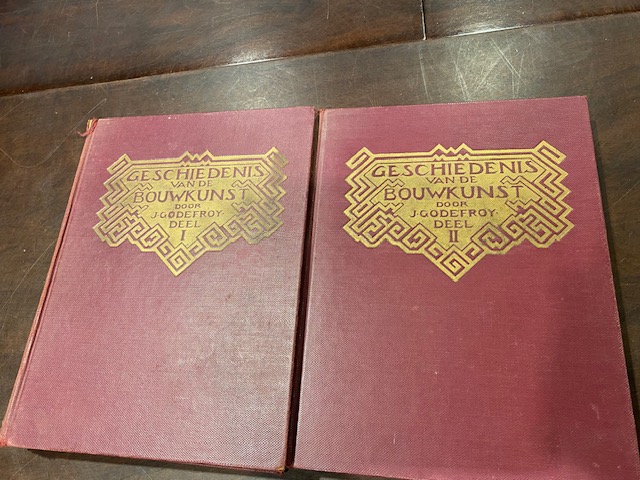 GESCHIEDENIS
VAN DE
BOUWKUNST
DOOR
J. GODEFROY.
DEEL
I
GESCHIEDENIS
VAN DE
BOUWKUNST
DOOR
J. GODEFROY.
DEEL
II